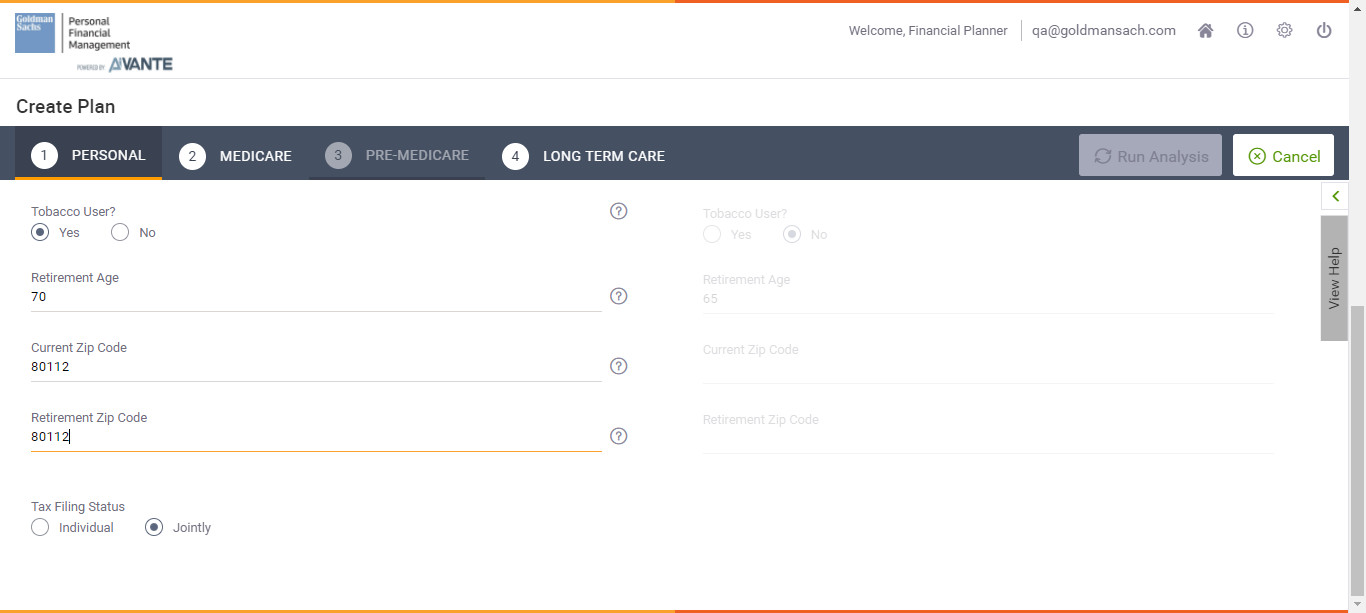 Goldman
Sachs
Personal
Financial
Management
POWERED BY AIVANTE
Welcome, Financial Planner
qa@goldmansach.com
Create Plan
1 PERSONAL
2 MEDICARE
3 PRE-MEDICARE
4 LONG TERM CARE
Run Analysis
Cancel
View Help
Tobacco User?
Yes No
Retirement Age
70
Current Zip Code
80112
Retirement Zip Code
80112
Tax Filing Status
Individual Jointly
Tobacco User?
Yes No
Retirement Age
65
Current Zip Code
Retirement Zip Code